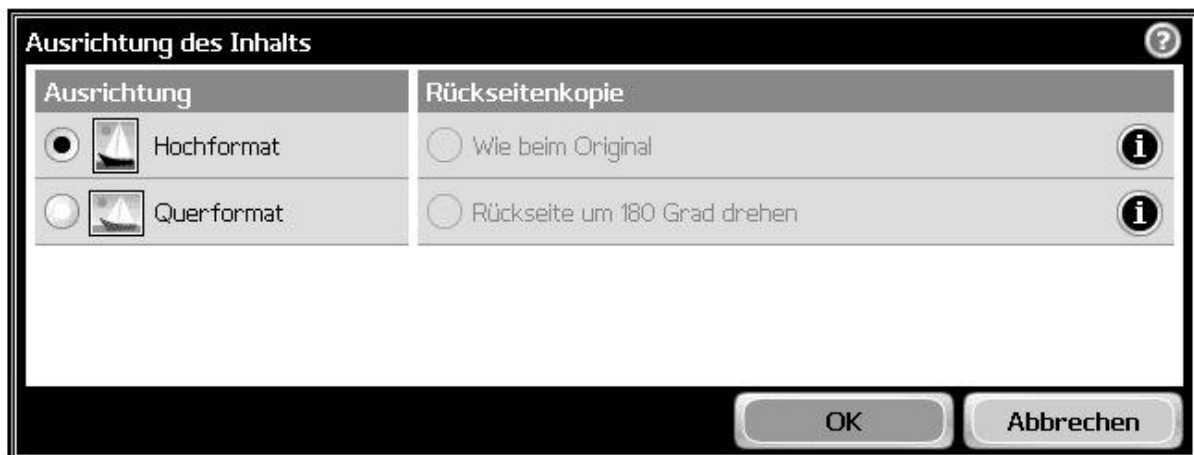 Ausrichtung des Inhalts
?
Ausrichtung
Rückseitenkopie
Hochformat
Wie beim Original
i
Querformat
Rückseite um 180 Grad drehen
i
OK
Abbrechen